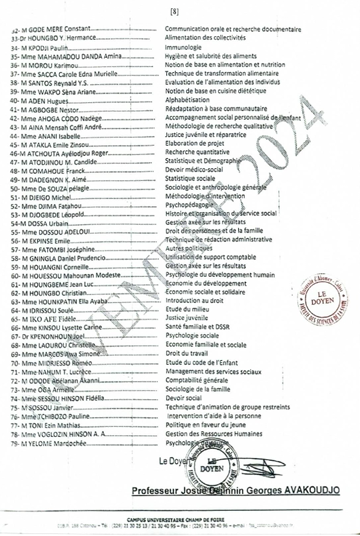 [8]
32- M GODE MERE Constant Communication orale et recherche documentaire
33-Dr HOUNGBO Y. Hermance Alimentation des collectivités
34- M KPODJI Paulin Immunologie
35- Mme MAHAMADOU DANDA Amina Hygiène et salubrité des aliments
36- M MOROU Karimou Notion de base en alimentation et nutrition
37- Mme SACCA Carole Edna Murielle Technique de transformation alimentaire
38- M SANTOS Reynald Y.S. Evaluation de l'alimentation des individus
39- Mme WAKPO Sèna Ariane Notion de base en cuisine diététique
40- M ADEN Hugues Alphabétisation
41- M AGBOGBE Nestor Réadaptation à base communautaire
42- Mme AHOGA CODO Nadège Accompagnement social personnalisé de l'enfant
43- M AINA Mensah Coffi André Méthodologie de recherche qualitative
44- Mme ANANI Isabelle Justice juvénile et réparatrice
45- M ATAKLA Emile Zinsou Elaboration de projet
46- M ATCHOUTA Ayélodjou Roger Recherche quantitative
47- M ATODJINOU M. Candide Statistique et Démographie
48- M COMAHOUE Franck Devoir médico-social
49- M DADEGNON K. Aimé Statistique sociale
50- Mme De SOUZA pélagie Sociologie et anthropologie générale
51- M DJEIGO Michel Méthodologie d'intervention
52- Mme DJIMA Fatahou Psychopédagogie
53- M DJOGBEDE Léopold Histoire et organisation du service social
54-M DOSSA Urbain Gestion axée sur les résultats
55- Mme DOSSOU ADELOUI Droit des personnes et de la famille
56- M EKPINSE Emile Technique de rédaction administrative
57- Mme FATOMBI Joséphine Autres politiques
58- M GNINGLA Daniel Prudencio Utilisation de support comptable
59- M HOUANGNI Corneille Gestion axée sur les résultats
60- M HOUESSOU Mahounan Modeste Psychologie du développement humain
61- M HOUNGBEME Jean Luc Economie du développement
62- M HOUNGBO Christian Economie sociale et solidaire
63- Mme HOUNKPATIN Ella Ayaba Introduction au droit
64- M IDRISSOU Soulé Etude du milieu
65- M IKO AFE Fidèle Justice juvénile
66- Mme KINSOU Lysette Carine Santé familiale et DSSR
67-Dr KPENONHOUN Joel Psychologie sociale
68- Mme LAOUROU Christelle Economie familiale et sociale
69- Mme MARCOS Awa Simone Droit du travail
70- Mme MIDRIESSO Roméo Etude du code de l'Enfant
71- Mme NAHUM T. Lucrèce Management des services sociaux
72- M ODODE Abélanan Akanni Comptabilité générale
73- Mme OGA Armelle Sociologie de la famille
74- Mme SESSOU HINSON Fidélia Devoir social
75-M SOSSOU Janvier Technique d'animation de groupe restreints
76- Mme TCHIBOZO Pauline Intervention d'aide à la personne
77- M TONI Ezin Mathias Politique en faveur du jeune
78- Mme VOGLOZIN HINSON A. A. Gestion des Ressources Humaines
79- M YELOME Mardochée Psychologie
NOVEMBRE 2024
LE
DOYEN
Le Doyen
LE
DOYEN
Professeur Josué Georges AVAKOUDJO
CAMPUS UNIVERSITAIRE CHAMP DE FOIRE